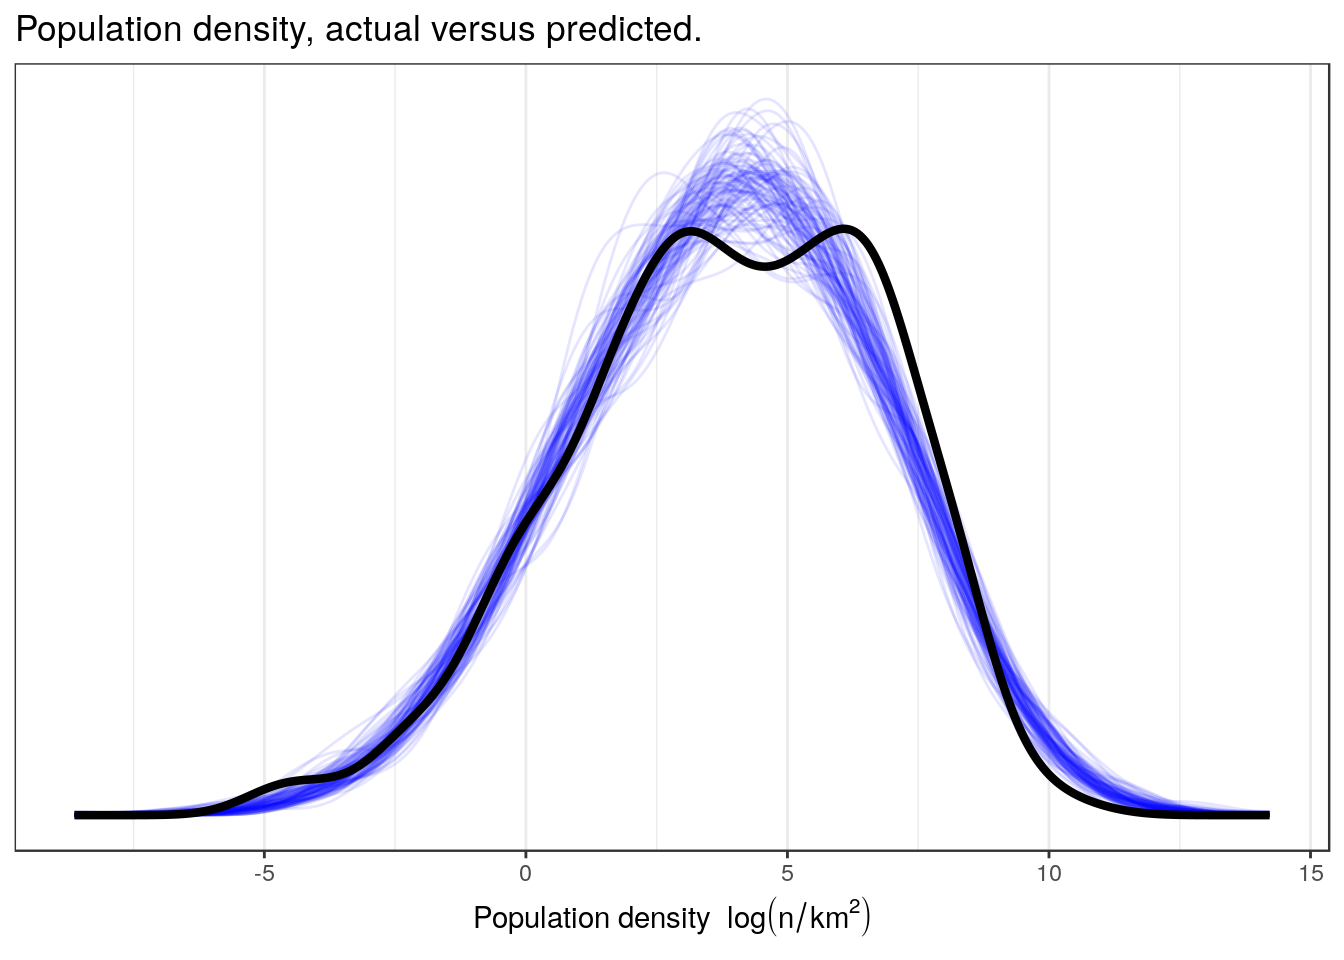 Population density, actual versus predicted.
-5 0 5 10 15
Population density log(n/km²)